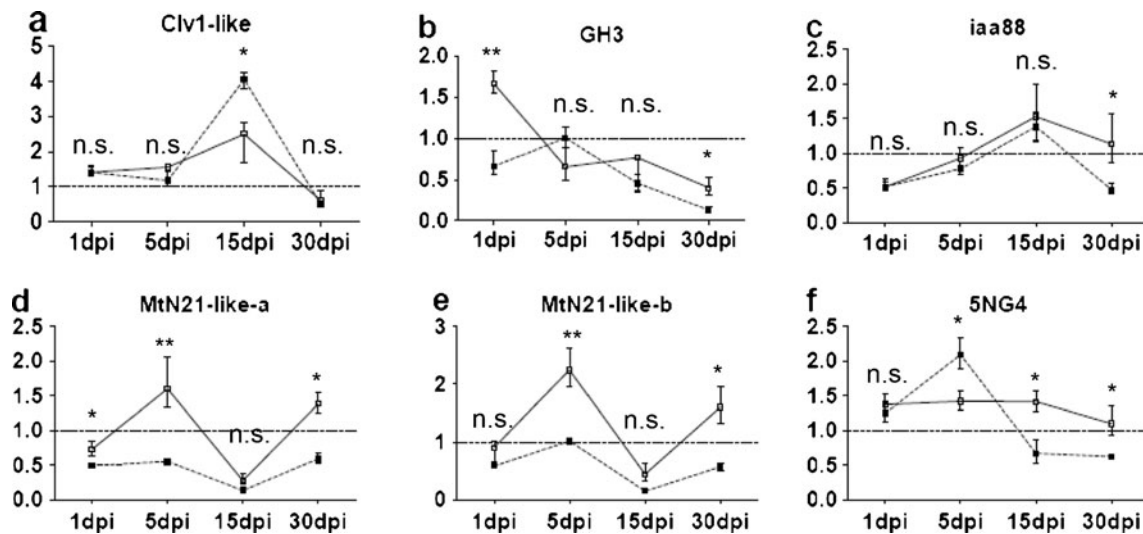 a Clv1-like
5
4
3
2
1
0
n.s. n.s. * n.s.
1dpi 5dpi 15dpi 30dpi
b GH3
2.0
1.5
1.0
0.5
0.0
** n.s. n.s. *
1dpi 5dpi 15dpi 30dpi
c iaa88
2.5
2.0
1.5
1.0
0.5
0.0
n.s. n.s. n.s. *
1dpi 5dpi 15dpi 30dpi
d MtN21-like-a
2.5
2.0
1.5
1.0
0.5
0.0
* ** n.s. *
1dpi 5dpi 15dpi 30dpi
e MtN21-like-b
3
2
1
0
n.s. ** n.s. *
1dpi 5dpi 15dpi 30dpi
f 5NG4
2.5
2.0
1.5
1.0
0.5
0.0
n.s. * * *
1dpi 5dpi 15dpi 30dpi